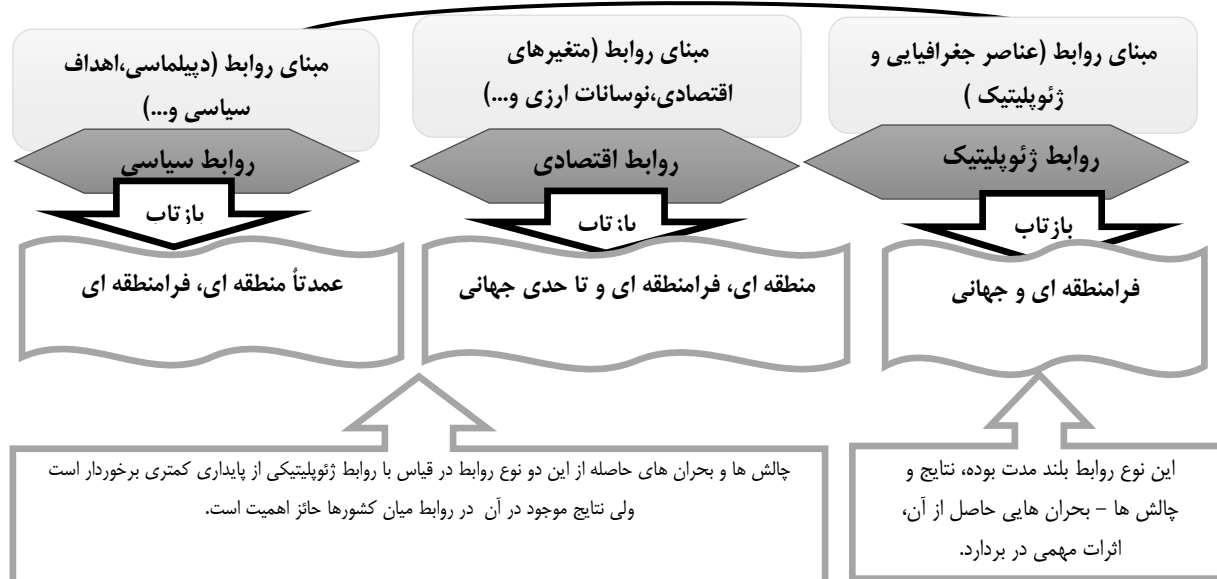 مبنای روابط (عناصر جغرافیایی و
ژئوپلیتیک )
روابط ژئوپلیتیک
بازتاب
فرامنطقه ای و جهانی
این نوع روابط بلند مدت بوده، نتایج و
چالش ها – بحران هایی حاصل از آن،
اثرات مهمی در بردارد.
مبنای روابط (متغیرهای
اقتصادی،نوسانات ارزی و...)
روابط اقتصادی
بازتاب
منطقه ای، فرامنطقه ای و تا حدی جهانی
مبنای روابط (دیپلماسی،اهداف
سیاسی و...)
روابط سیاسی
بازتاب
عمدتاً منطقه ای، فرامنطقه ای
چالش ها و بحران های حاصله از این دو نوع روابط در قیاس با روابط ژئوپلیتیکی از پایداری کمتری برخوردار است
ولی نتایج موجود در آن در روابط میان کشورها حائز اهمیت است.